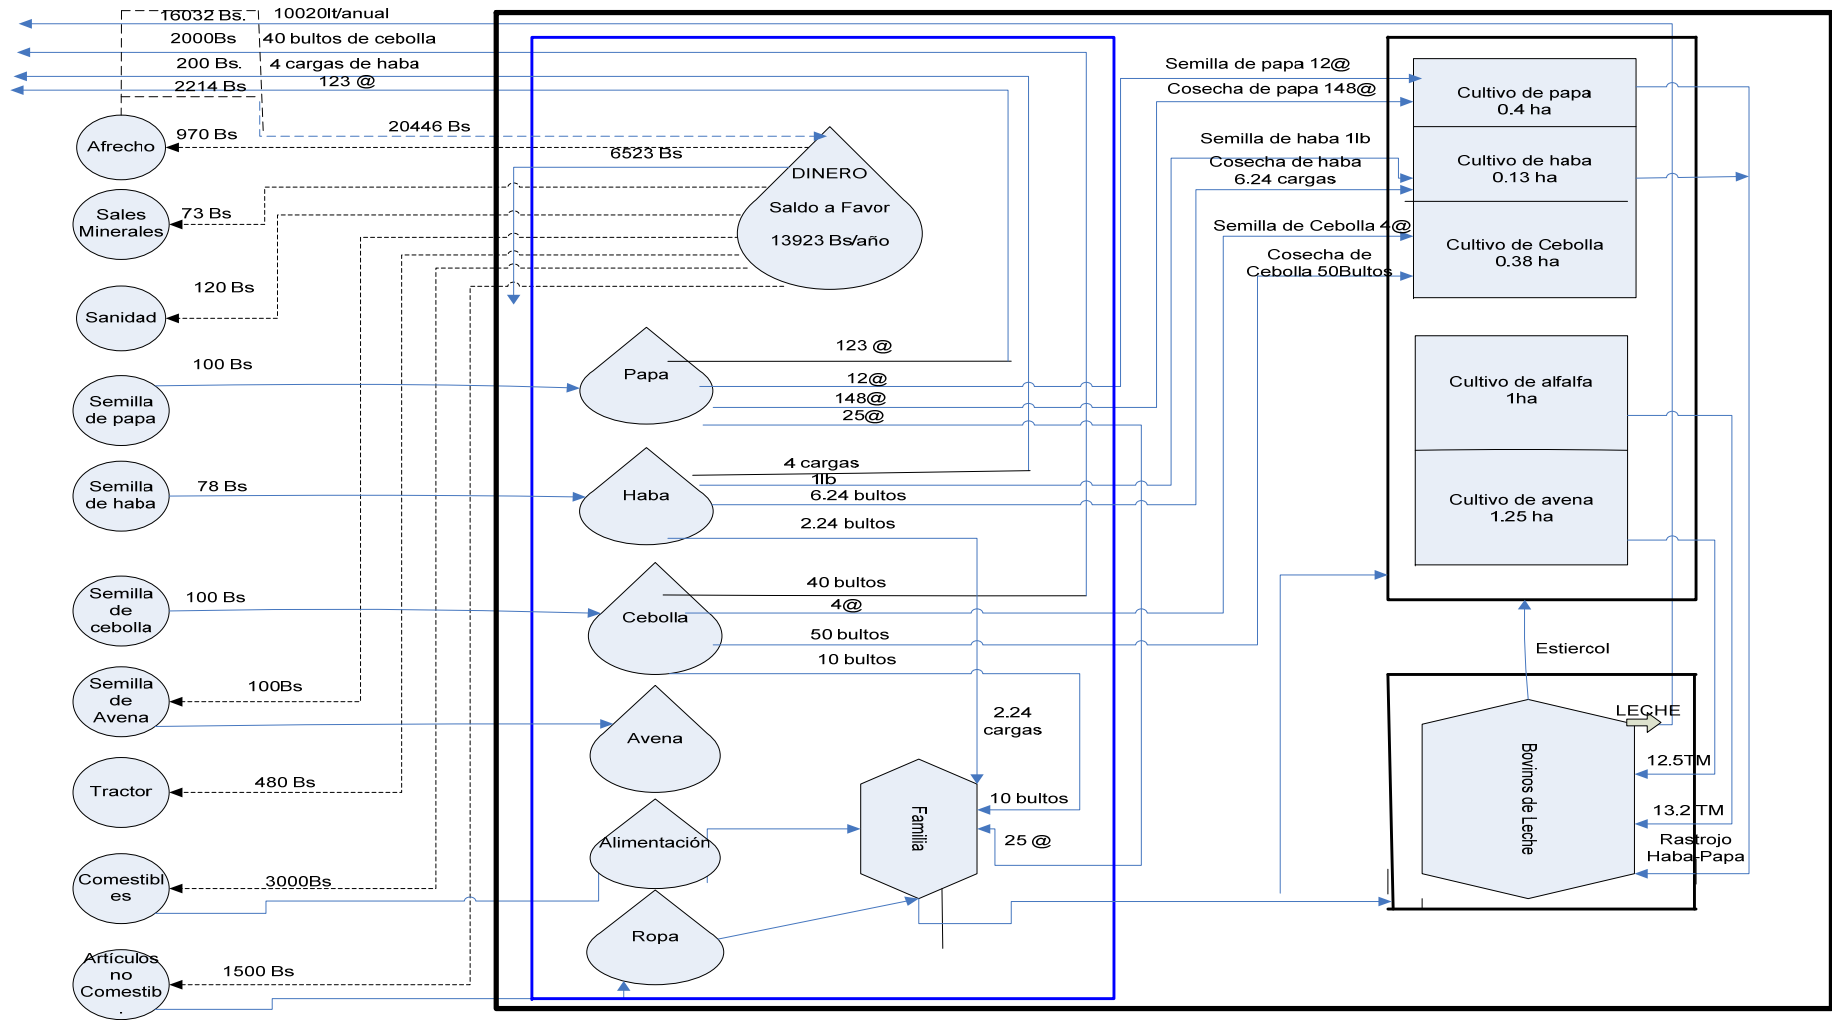 16032 Bs. 10020lt/anual
2000Bs 40 bultos de cebolla
200 Bs. 4 cargas de haba
2214 Bs 123 @
Afrecho
970 Bs
20446 Bs
6523 Bs
Sales
Minerales
73 Bs
Sanidad
120 Bs
Semilla
de papa
100 Bs
Semilla
de haba
78 Bs
Semilla
de
cebolla
100 Bs
Semilla
de
Avena
100Bs
Tractor
480 Bs
Comestibl
es
3000Bs
Artículos
no
Comestib
.
1500 Bs
DINERO
Saldo a Favor
13923 Bs/año
Papa
123 @
12@
148@
25@
Haba
4 cargas
1lb
6.24 bultos
2.24 bultos
Cebolla
40 bultos
4@
50 bultos
10 bultos
Avena
Alimentación
Ropa
Familia
2.24
cargas
10 bultos
25 @
Semilla de papa 12@
Cosecha de papa 148@
Semilla de haba 1lb
Cosecha de haba
6.24 cargas
Semilla de Cebolla 4@
Cosecha de
Cebolla 50Bultos
Cultivo de papa
0.4 ha
Cultivo de haba
0.13 ha
Cultivo de Cebolla
0.38 ha
Cultivo de alfalfa
1ha
Cultivo de avena
1.25 ha
Estiercol
LECHE
Bovinos de Leche
12.5TM
13.2 TM
Rastrojo
Haba-Papa